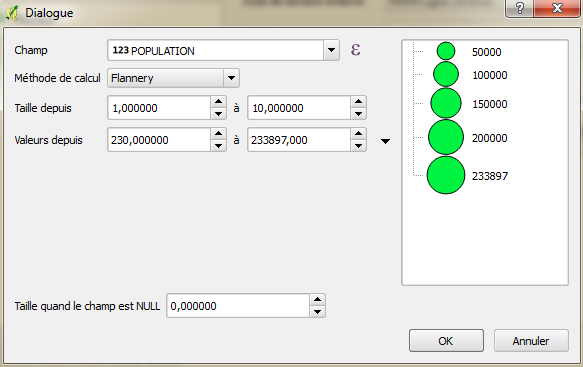 Dialogue
?
Champ
123 POPULATION
ε
Méthode de calcul
Flannery
Taille depuis
1,000000
à
10,000000
Valeurs depuis
230,000000
à
233897,000
50000
100000
150000
200000
233897
Taille quand le champ est NULL
0,000000
OK
Annuler